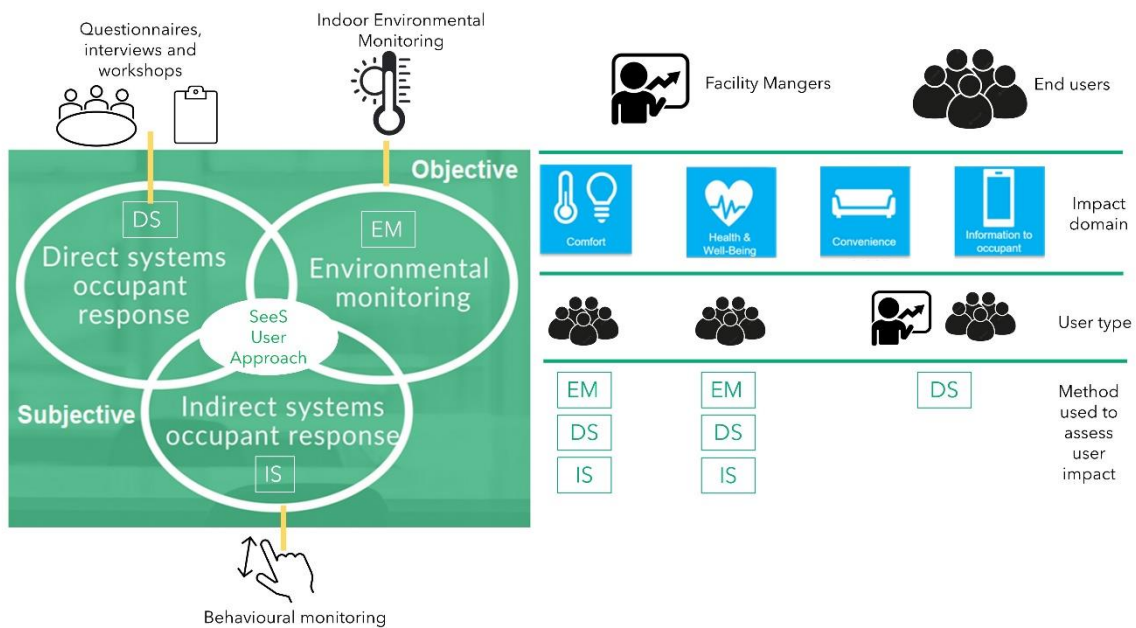 Questionnaires,
interviews and
workshops
Indoor Environmental
Monitoring
Facility Mangers
End users
Objective
DS
Direct systems
occupant
response
EM
Environmental
monitoring
SeeS
User
Approach
Subjective
Indirect systems
occupant response
IS
Behavioural monitoring
Comfort
Health &
Well-Being
Convenience
Information to
occupant
Impact
domain
User type
EM
EM
DS
DS
DS
IS
IS
Method
used to
assess
user
impact